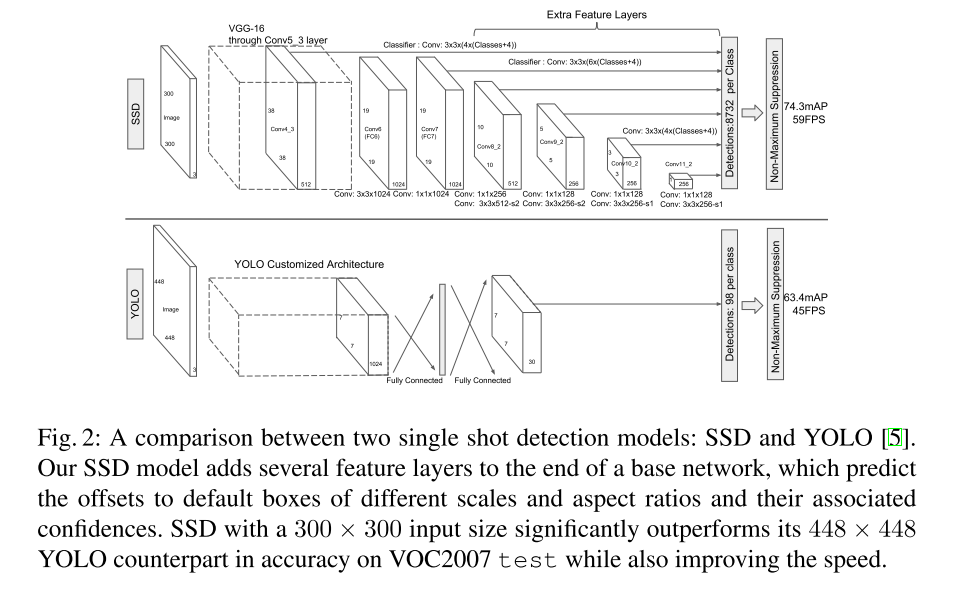 Extra Feature Layers
VGG-16
through Conv5_3 layer
Classifier : Conv: 3x3x(4x(Classes+4))
Classifier : Conv: 3x3x(6x(Classes+4))
Conv: 3x3x(4x(Classes+4))
SSD
300
Image
300
3
38
Conv4_3
38
512
19
Conv6
(FC6)
19
1024
19
Conv7
(FC7)
19
1024
10
Conv8_2
10
512
5
Conv9_2
5
256
3
Conv10_2
3
256
Conv11_2
256
Conv: 3x3x1024
Conv: 1x1x1024
Conv: 1x1x256
Conv: 3x3x512-s2
Conv: 1x1x128
Conv: 3x3x256-s2
Conv: 1x1x128
Conv: 3x3x256-s1
Conv: 1x1x128
Conv: 3x3x256-s1
Detections:8732 per Class
Non-Maximum Suppression
74.3mAP
59FPS
YOLO
448
Image
448
3
YOLO Customized Architecture
7
7
1024
Fully Connected
Fully Connected
7
7
30
Detections: 98 per class
Non-Maximum Suppression
63.4mAP
45FPS
Fig. 2: A comparison between two single shot detection models: SSD and YOLO [5].
Our SSD model adds several feature layers to the end of a base network, which predict
the offsets to default boxes of different scales and aspect ratios and their associated
confidences. SSD with a 300 × 300 input size significantly outperforms its 448 × 448
YOLO counterpart in accuracy on VOC2007 test while also improving the speed.